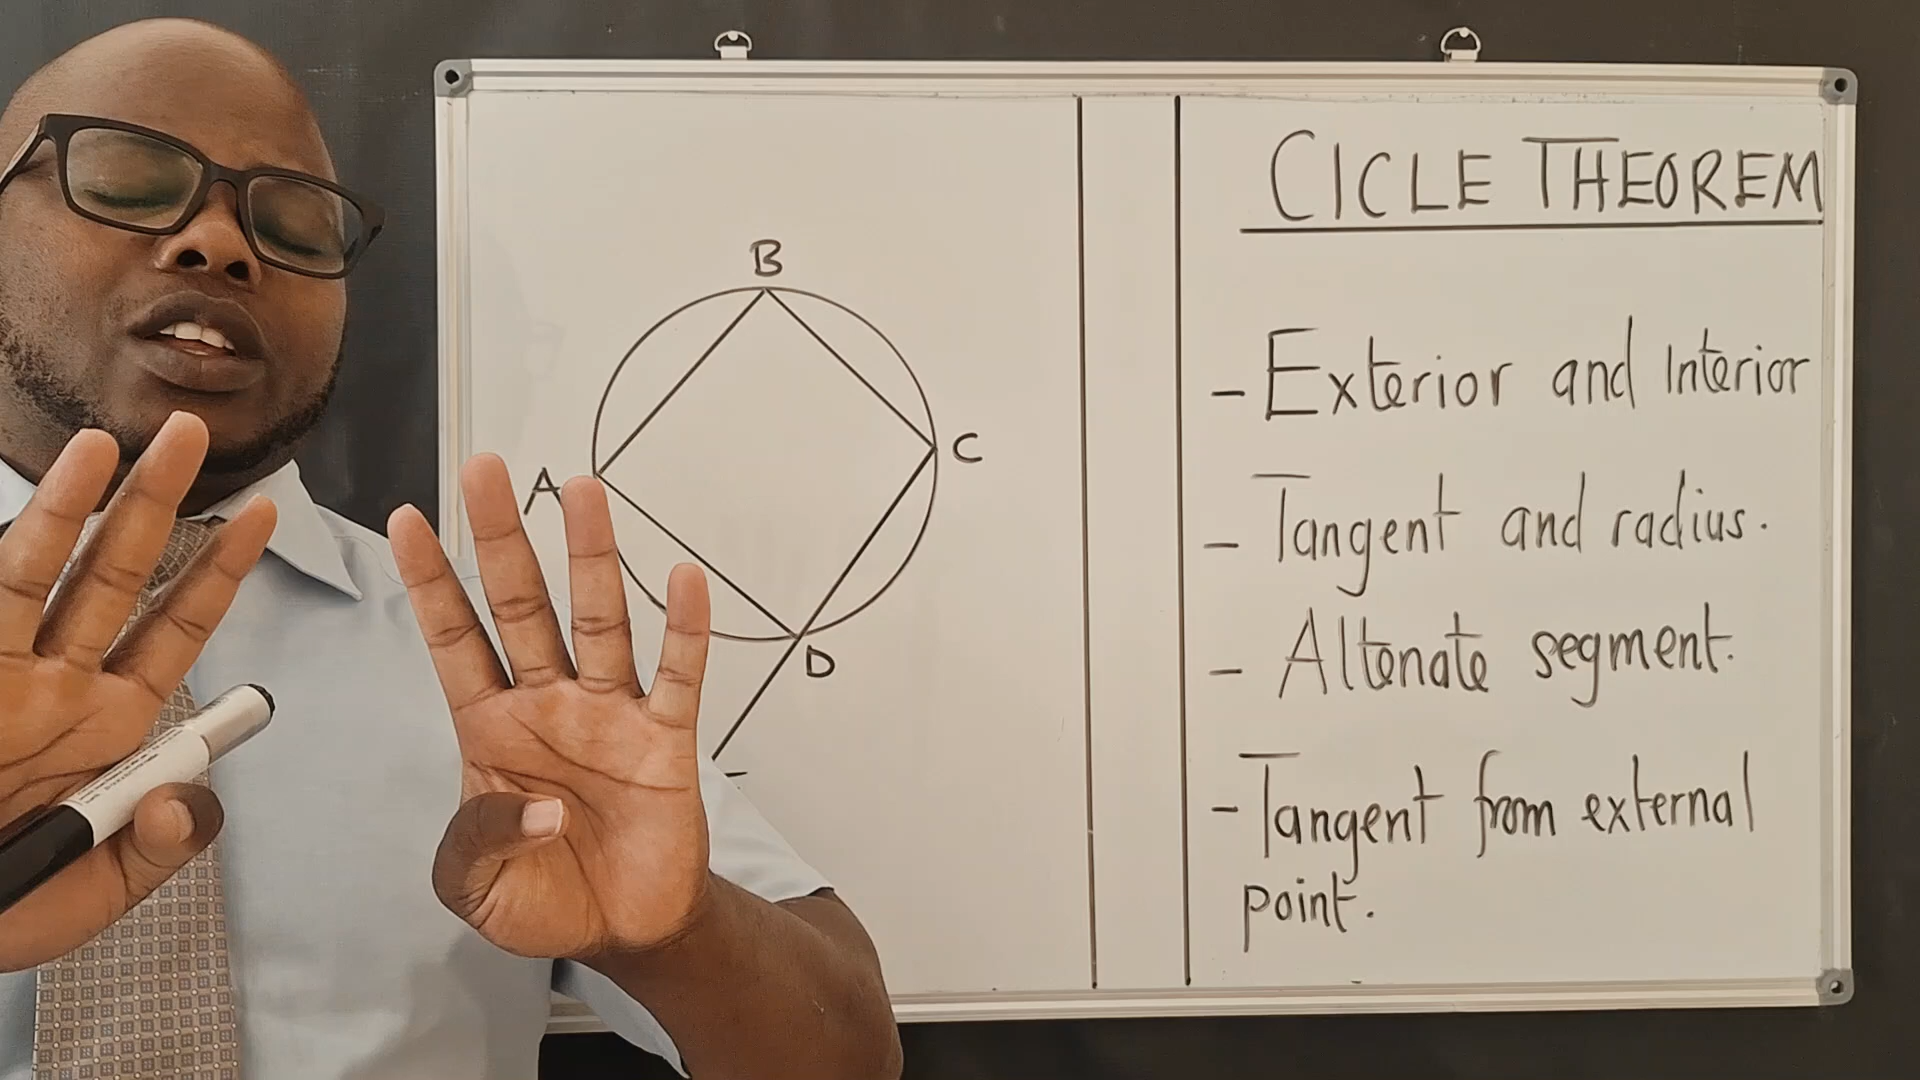 B
C
A
D
CICLE THEOREM
- Exterior and Interior
- Tangent and radius.
- Altenate segment.
- Tangent from external
point.